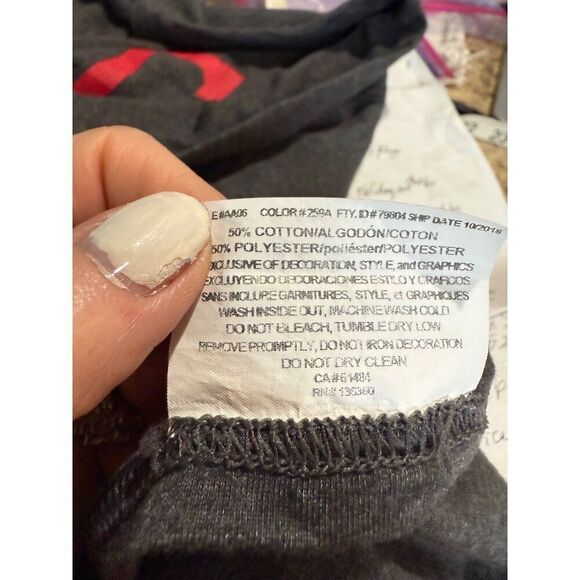 E#AA06 COLOR # 259A FTY. ID # 79604 SHIP DATE 10/2018
50% COTTON/ALGODÓN/COTON
50% POLYESTER/poliéster/POLYESTER
EXCLUSIVE OF DECORATION, STYLE, and GRAPHICS
EXCLUYENDO DECORACIONES ESTILO Y GRAFICOS
SANS INCLURE GARNITURES, STYLE, et GRAPHIQUES
WASH INSIDE OUT, MACHINE WASH COLD
DO NOT BLEACH, TUMBLE DRY LOW
REMOVE PROMPTLY, DO NOT IRON DECORATION
DO NOT DRY CLEAN
CA# 61484
RN# 136360